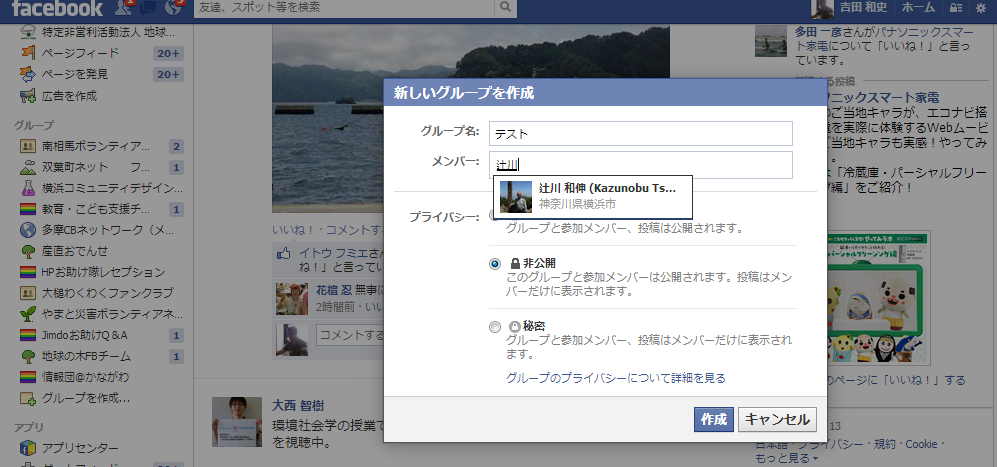 facebook
1
5
友達、スポット等を検索
吉田 和史
ホーム
特定非営利活動法人 地球...
ページフィード
20+
ページを発見
20+
広告を作成
グループ
南相馬ボランティア...
2
双葉町ネット フ...
1
横浜コミュニティデザイン...
教育・こども支援チ...
1
多摩CBネットワーク（メ...
産直おでんせ
HPお助け隊レセプション
大槌わくわくファンクラブ
やまと災害ボランティアネ...
Jimdoお助けQ&A
1
地球の木FBチーム
1
情報団@かながわ
グループを作成...
アプリ
アプリセンター
20+
いいね！・コメントす
イトウ フミエさ
ね！」と言
花植 忍 無事に
2時間前・いい
コメントする
大西 智樹
環境社会学の授業で
を視聴中。
新しいグループを作成
グループ名:
テスト
メンバー:
辻川
辻川 和伸 (Kazunobu Ts...
神奈川県横浜市
プライバシー:
グループと参加メンバー、投稿は公開されます。
非公開
このグループと参加メンバーは公開されます。投稿はメン
バーだけに表示されます。
秘密
グループと参加メンバー、投稿はメンバーだけに表示され
ます。
グループのプライバシーについて詳細を見る
作成
キャンセル
多田 一彦さんがパナソニックスマート
家電について「いいね！」と言っ
ています。
ソニックスマート家電
ご当地キャラが、エコナビ搭
を実際に体験するWebムービ
ご当地キャラも実感！やってみ
な「冷蔵庫・パーシャルフリー
グ編」をご紹介！
のページに「いいね！」する
13
日本語・プライバシー・規約・Cookie・
もっと見る